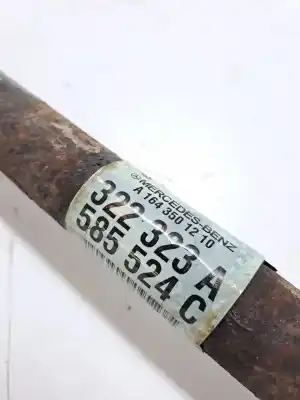 MERCEDES-BENZ
A 164 350 12 10
322 323 A
585 524 C